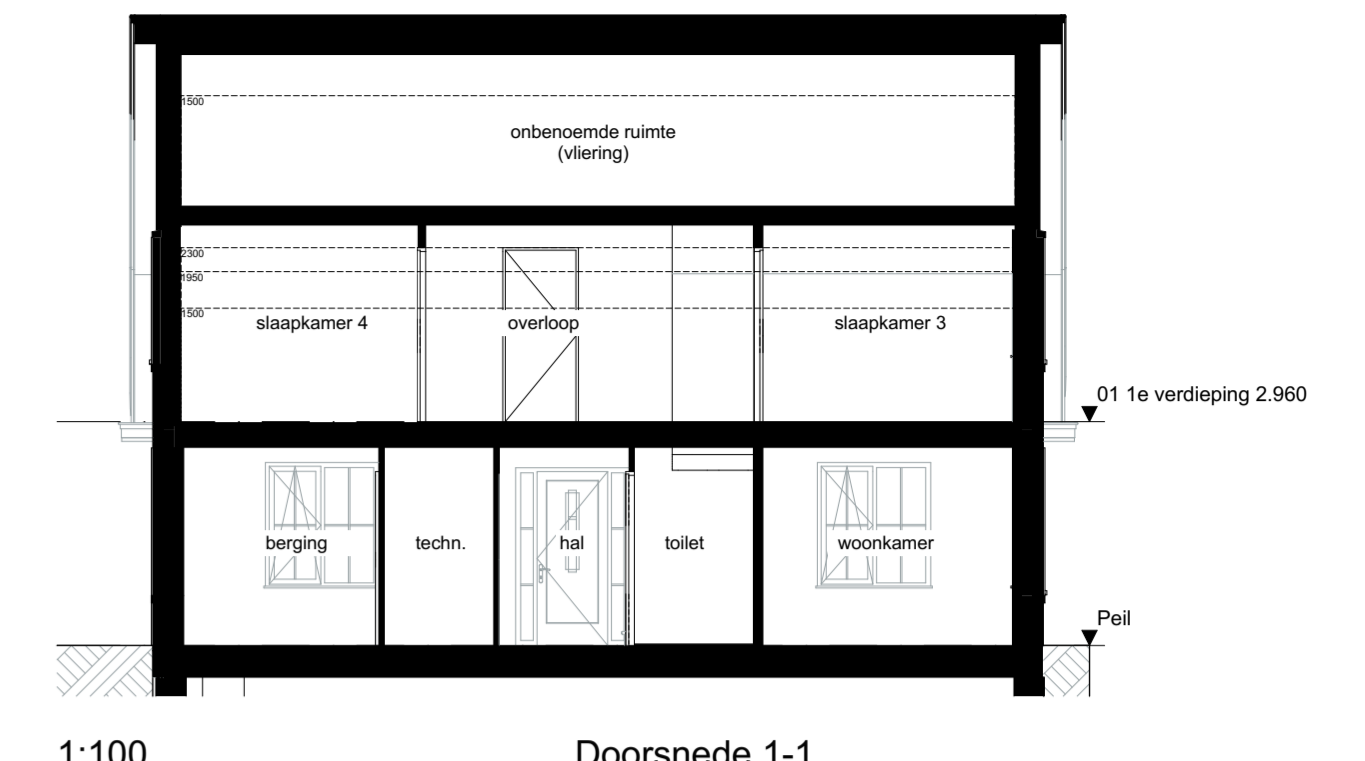 1500
onbenoemde ruimte
(vliering)
2300
1950
1500
slaapkamer 4
overloop
slaapkamer 3
01 1e verdieping 2.960
berging
techn.
hal
toilet
woonkamer
Peil
1:100
Doorsnede 1-1